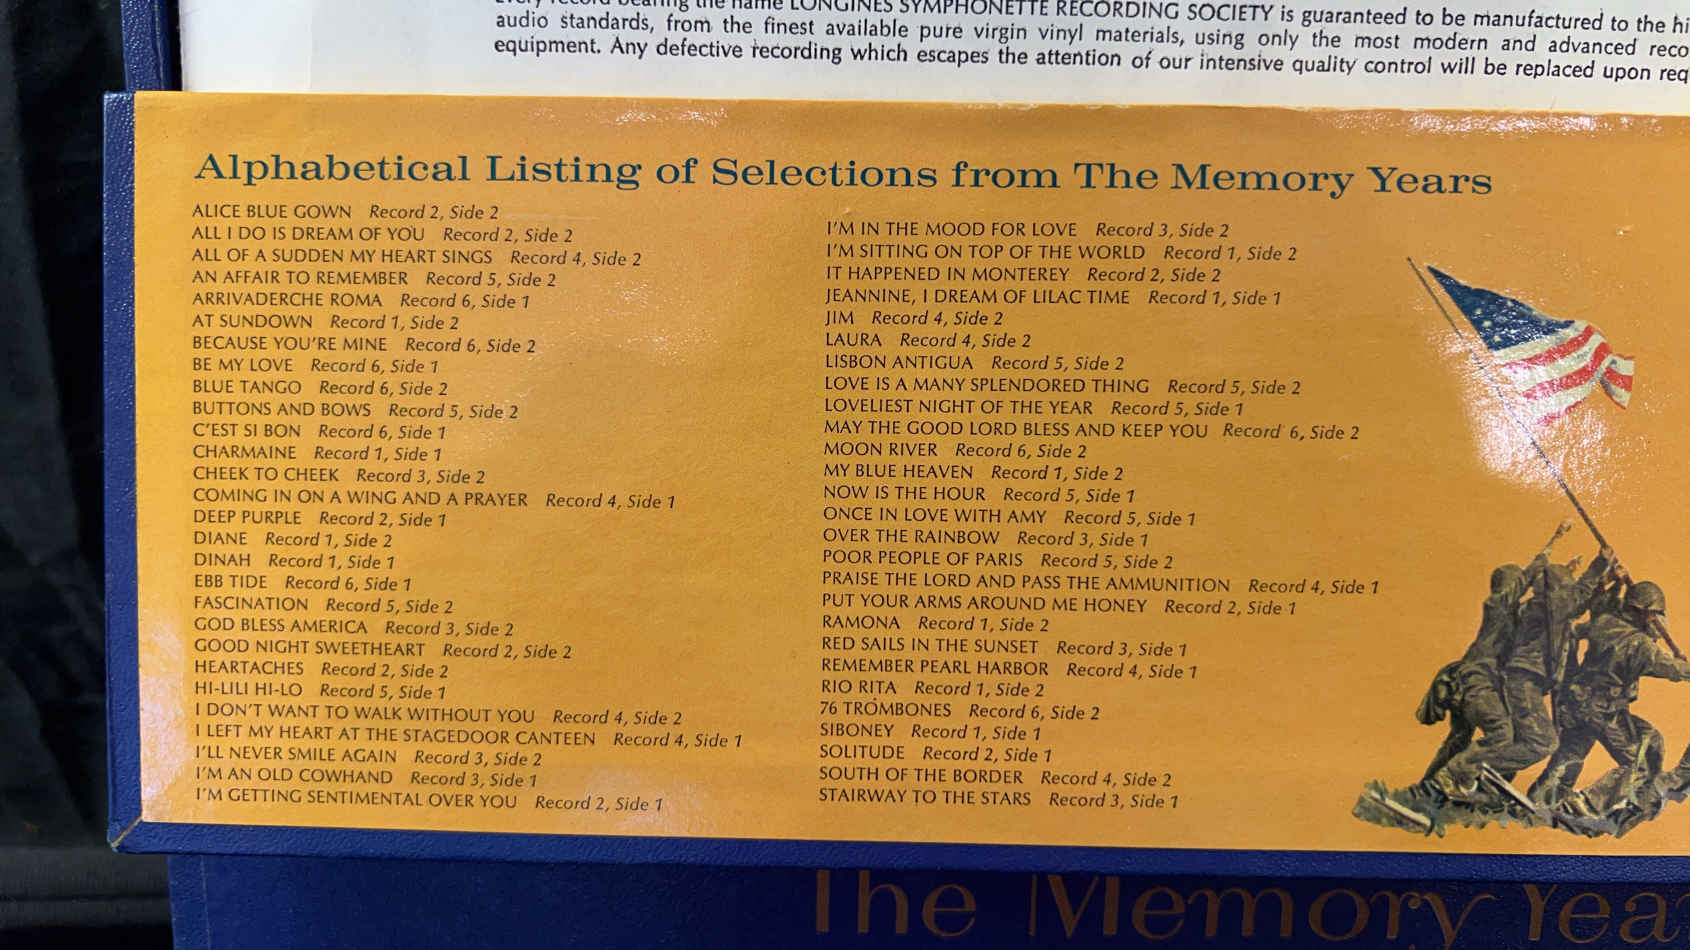 Every record bearing the name LONGINES SYMPHONETTE RECORDING SOCIETY is guaranteed to be manufactured to the
audio standards, from the finest available pure virgin vinyl materials, using only the most modern and advanced
equipment. Any defective recording which escapes the attention of our intensive quality control will be replaced upon
Alphabetical Listing of Selections from The Memory Years
ALICE BLUE GOWN Record 2, Side 2
ALL I DO IS DREAM OF YOU Record 2, Side 2
ALL OF A SUDDEN MY HEART SINGS Record 4, Side 2
AN AFFAIR TO REMEMBER Record 5, Side 2
ARRIVADERCHE ROMA Record 6, Side 1
AT SUNDOWN Record 1, Side 2
BECAUSE YOU'RE MINE Record 6, Side 2
BE MY LOVE Record 6, Side 1
BLUE TANGO Record 6, Side 2
BUTTONS AND BOWS Record 5, Side 2
C'EST SI BON Record 6, Side 1
CHARMAINE Record 1, Side 1
CHEEK TO CHEEK Record 3, Side 2
COMING IN ON A WING AND A PRAYER Record 4, Side 1
DEEP PURPLE Record 2, Side 1
DIANE Record 1, Side 2
DINAH Record 1, Side 1
EBB TIDE Record 6, Side 1
FASCINATION Record 5, Side 2
GOD BLESS AMERICA Record 3, Side 2
GOOD NIGHT SWEETHEART Record 2, Side 2
HEARTACHES Record 2, Side 2
HI-LILI HI-LO Record 5, Side 1
I DON'T WANT TO WALK WITHOUT YOU Record 4, Side 2
I LEFT MY HEART AT THE STAGEDOOR CANTEEN Record 4, Side 1
I'LL NEVER SMILE AGAIN Record 3, Side 2
I'M AN OLD COWHAND Record 3, Side 1
I'M GETTING SENTIMENTAL OVER YOU Record 2, Side 1
I'M IN THE MOOD FOR LOVE Record 3, Side 2
I'M SITTING ON TOP OF THE WORLD Record 1, Side 2
IT HAPPENED IN MONTEREY Record 2, Side 2
JEANNINE, I DREAM OF LILAC TIME Record 1, Side 1
JIM Record 4, Side 2
LAURA Record 4, Side 2
LISBON ANTIGUA Record 5, Side 2
LOVE IS A MANY SPLENDORED THING Record 5, Side 2
LOVELIEST NIGHT OF THE YEAR Record 5, Side 1
MAY THE GOOD LORD BLESS AND KEEP YOU Record 6, Side 2
MOON RIVER Record 6, Side 2
MY BLUE HEAVEN Record 1, Side 2
NOW IS THE HOUR Record 5, Side 1
ONCE IN LOVE WITH AMY Record 5, Side 1
OVER THE RAINBOW Record 3, Side 1
POOR PEOPLE OF PARIS Record 5, Side 2
PRAISE THE LORD AND PASS THE AMMUNITION Record 4, Side 1
PUT YOUR ARMS AROUND ME HONEY Record 2, Side 1
RAMONA Record 1, Side 2
RED SAILS IN THE SUNSET Record 3, Side 1
REMEMBER PEARL HARBOR Record 4, Side 1
RIO RITA Record 1, Side 2
76 TROMBONES Record 6, Side 2
SIBONEY Record 1, Side 1
SOLITUDE Record 2, Side 1
SOUTH OF THE BORDER Record 4, Side 2
STAIRWAY TO THE STARS Record 3, Side 1
The Memory